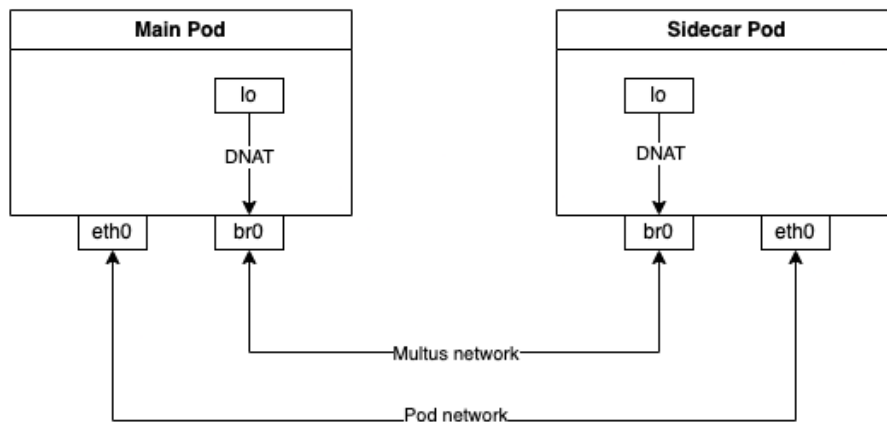 Main Pod
Sidecar Pod
lo
lo
DNAT
DNAT
eth0
br0
br0
eth0
Multus network
Pod network